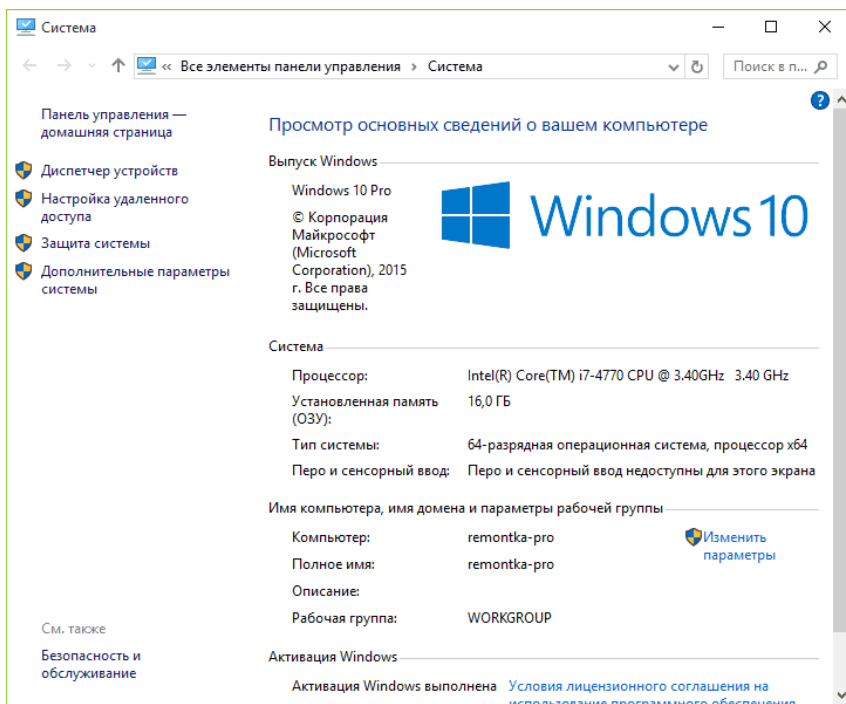 Система
« Все элементы панели управления › Система
Поиск в п...
Панель управления —
домашняя страница
Диспетчер устройств
Настройка удаленного
доступа
Защита системы
Дополнительные параметры
системы
См. также
Безопасность и
обслуживание
?
Просмотр основных сведений о вашем компьютере
Выпуск Windows
Windows 10 Pro
© Корпорация
Майкрософт
(Microsoft
Corporation), 2015
г. Все права
защищены.
Windows 10
Система
Процессор: Intel(R) Core(TM) i7-4770 CPU @ 3.40GHz 3.40 GHz
Установленная память 16,0 ГБ
(ОЗУ):
Тип системы: 64-разрядная операционная система, процессор x64
Перо и сенсорный ввод: Перо и сенсорный ввод недоступны для этого экрана
Имя компьютера, имя домена и параметры рабочей группы
Компьютер: remontka-pro
Изменить
параметры
Полное имя: remontka-pro
Описание:
Рабочая группа: WORKGROUP
Активация Windows
Активация Windows выполнена Условия лицензионного соглашения на
использование программного обеспечения